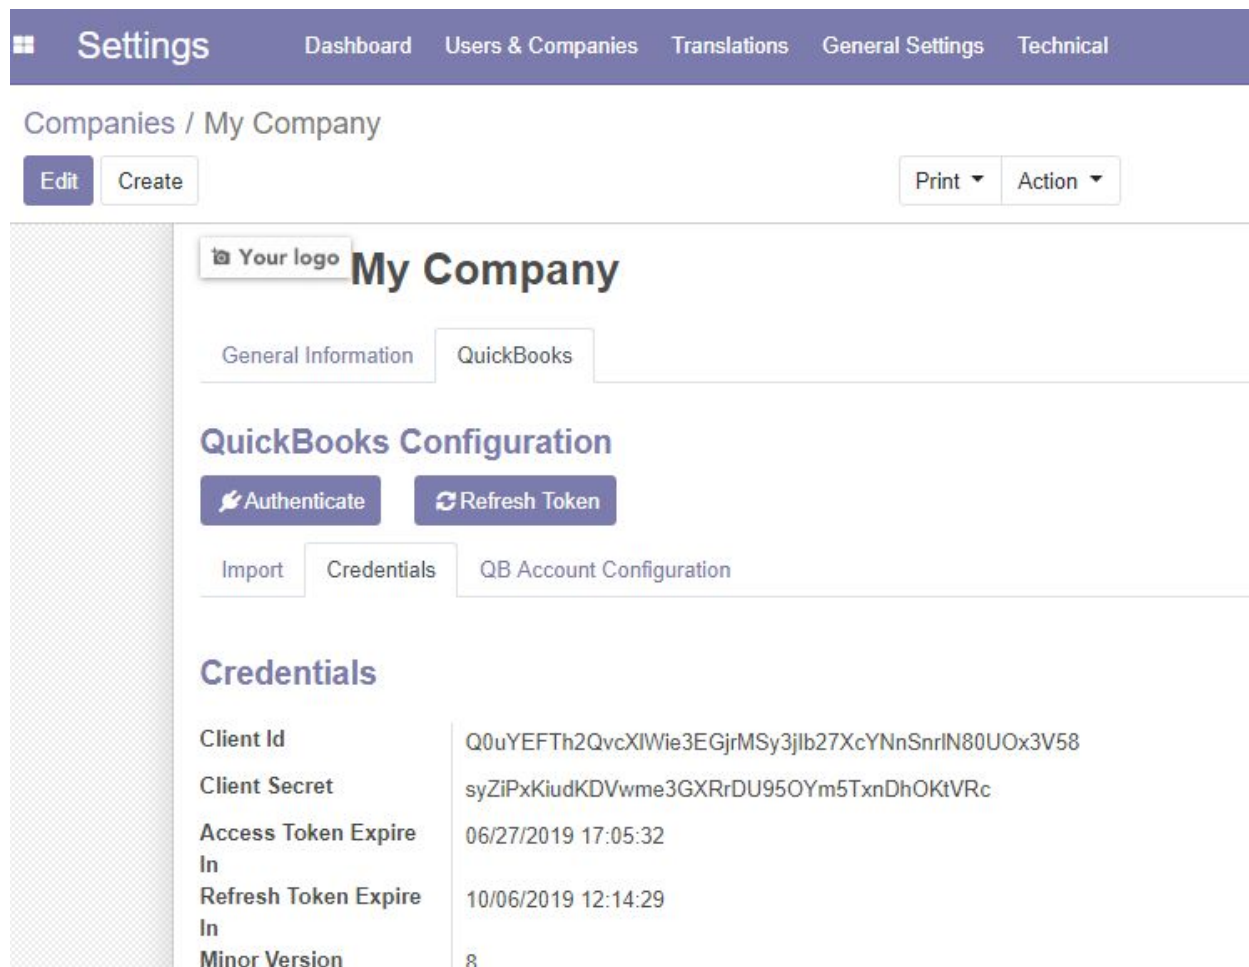 Settings Dashboard Users & Companies Translations General Settings Technical
Companies / My Company
Edit Create Print Action
Your logo My Company
General Information QuickBooks
QuickBooks Configuration
Authenticate Refresh Token
Import Credentials QB Account Configuration
Credentials
Client Id Q0uYEFTh2QvcXlWie3EGjrMSy3jlb27XcYNnSnrlN80UOx3V58
Client Secret syZiPxKiudKDVwme3GXRrDU95OYm5TxnDhOKtVRc
Access Token Expire 06/27/2019 17:05:32
In
Refresh Token Expire 10/06/2019 12:14:29
In
Minor Version 8